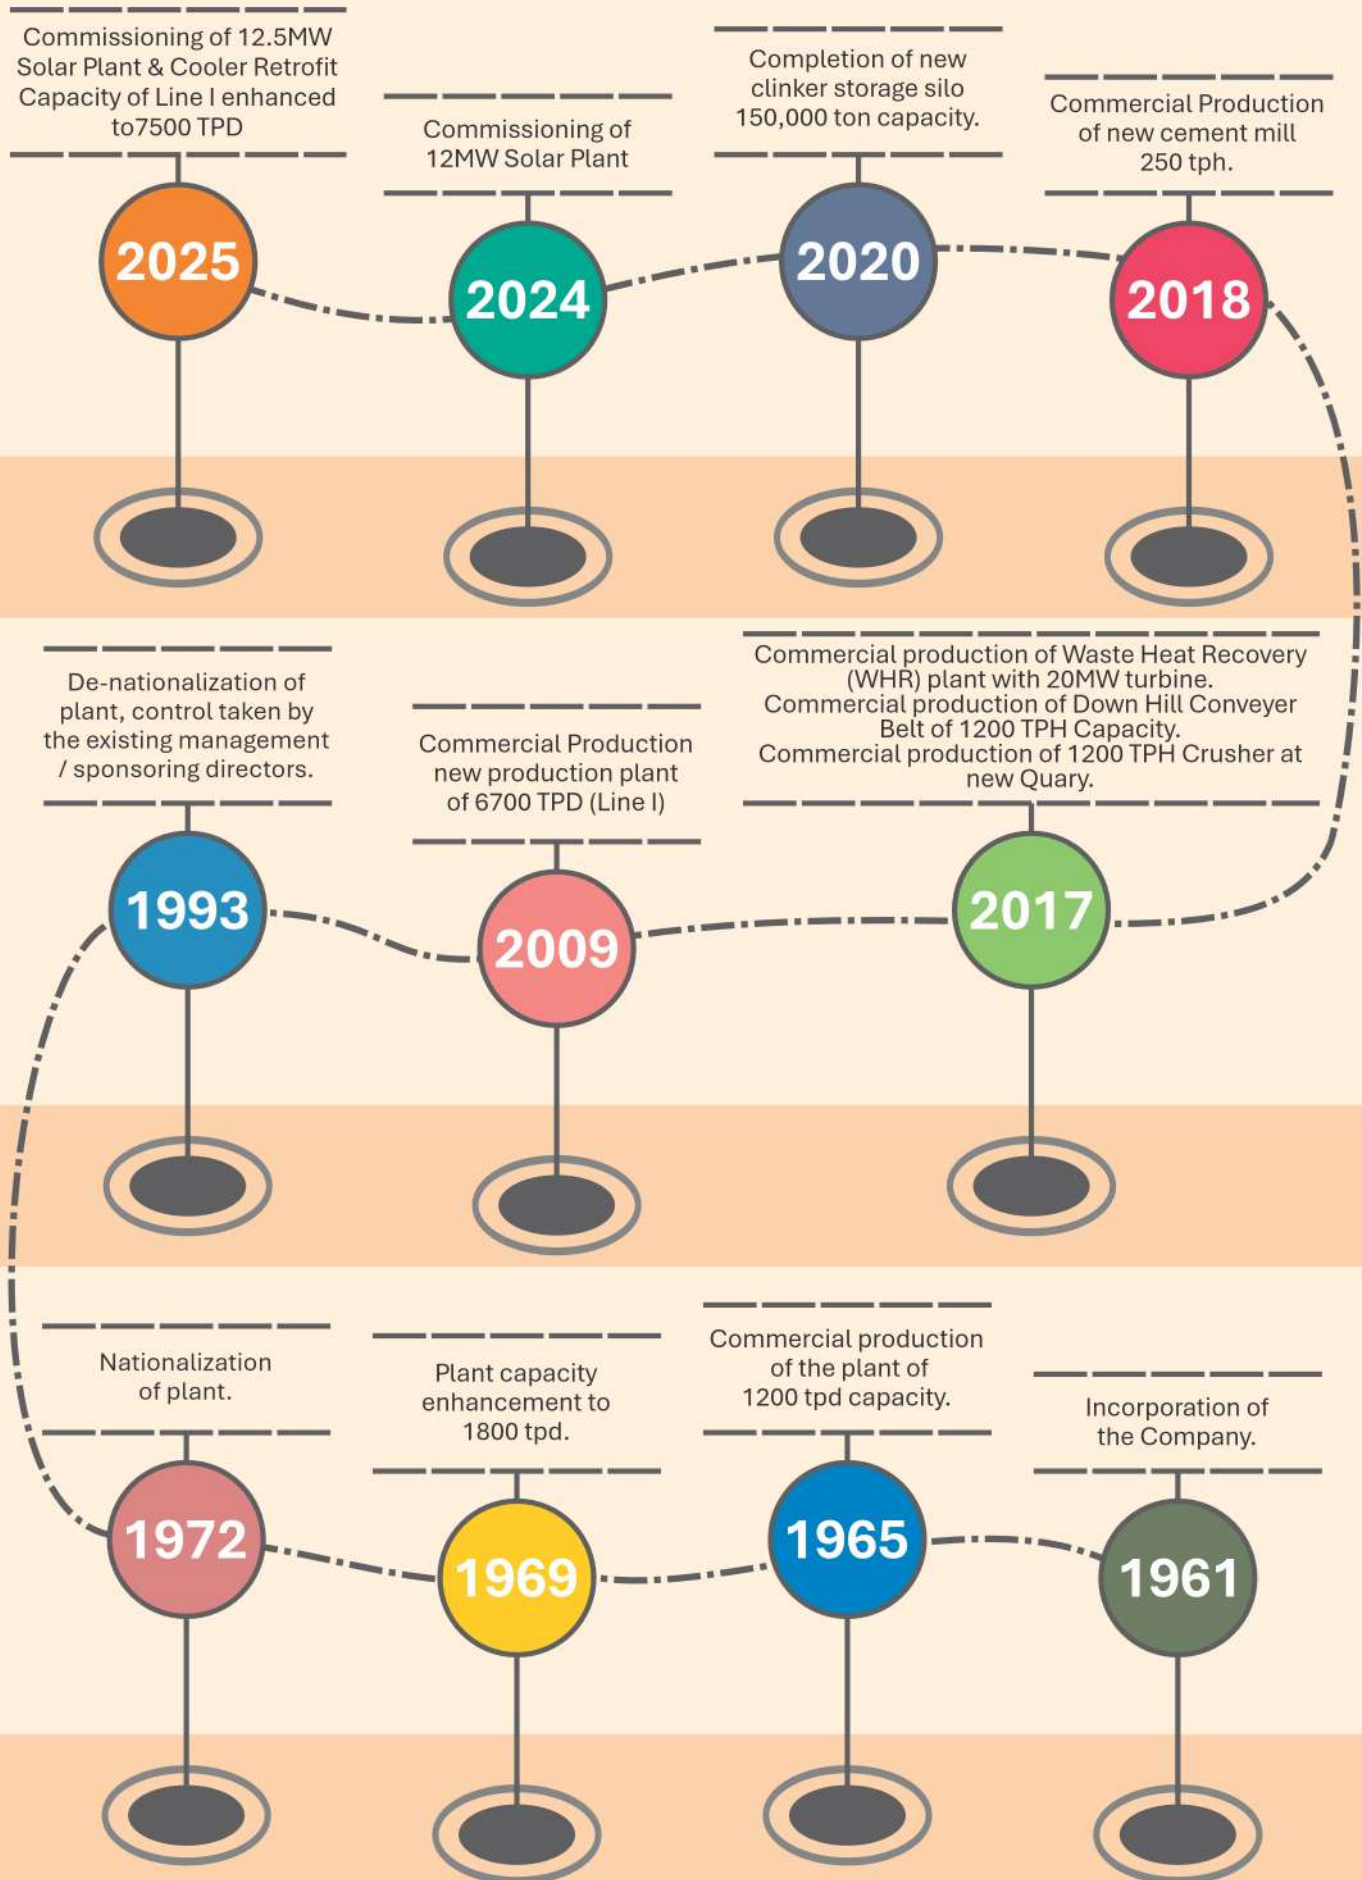 Commissioning of 12.5MW
Solar Plant & Cooler Retrofit
Capacity of Line I enhanced
to7500 TPD
2025
Commissioning of
12MW Solar Plant
2024
Completion of new
clinker storage silo
150,000 ton capacity.
2020
Commercial Production
of new cement mill
250 tph.
2018
De-nationalization of
plant, control taken by
the existing management
/ sponsoring directors.
1993
Commercial Production
new production plant
of 6700 TPD (Line I)
2009
Commercial production of Waste Heat Recovery
(WHR) plant with 20MW turbine.
Commercial production of Down Hill Conveyer
Belt of 1200 TPH Capacity.
Commercial production of 1200 TPH Crusher at
new Quary.
2017
Nationalization
of plant.
1972
Plant capacity
enhancement to
1800 tpd.
1969
Commercial production
of the plant of
1200 tpd capacity.
1965
Incorporation of
the Company.
1961